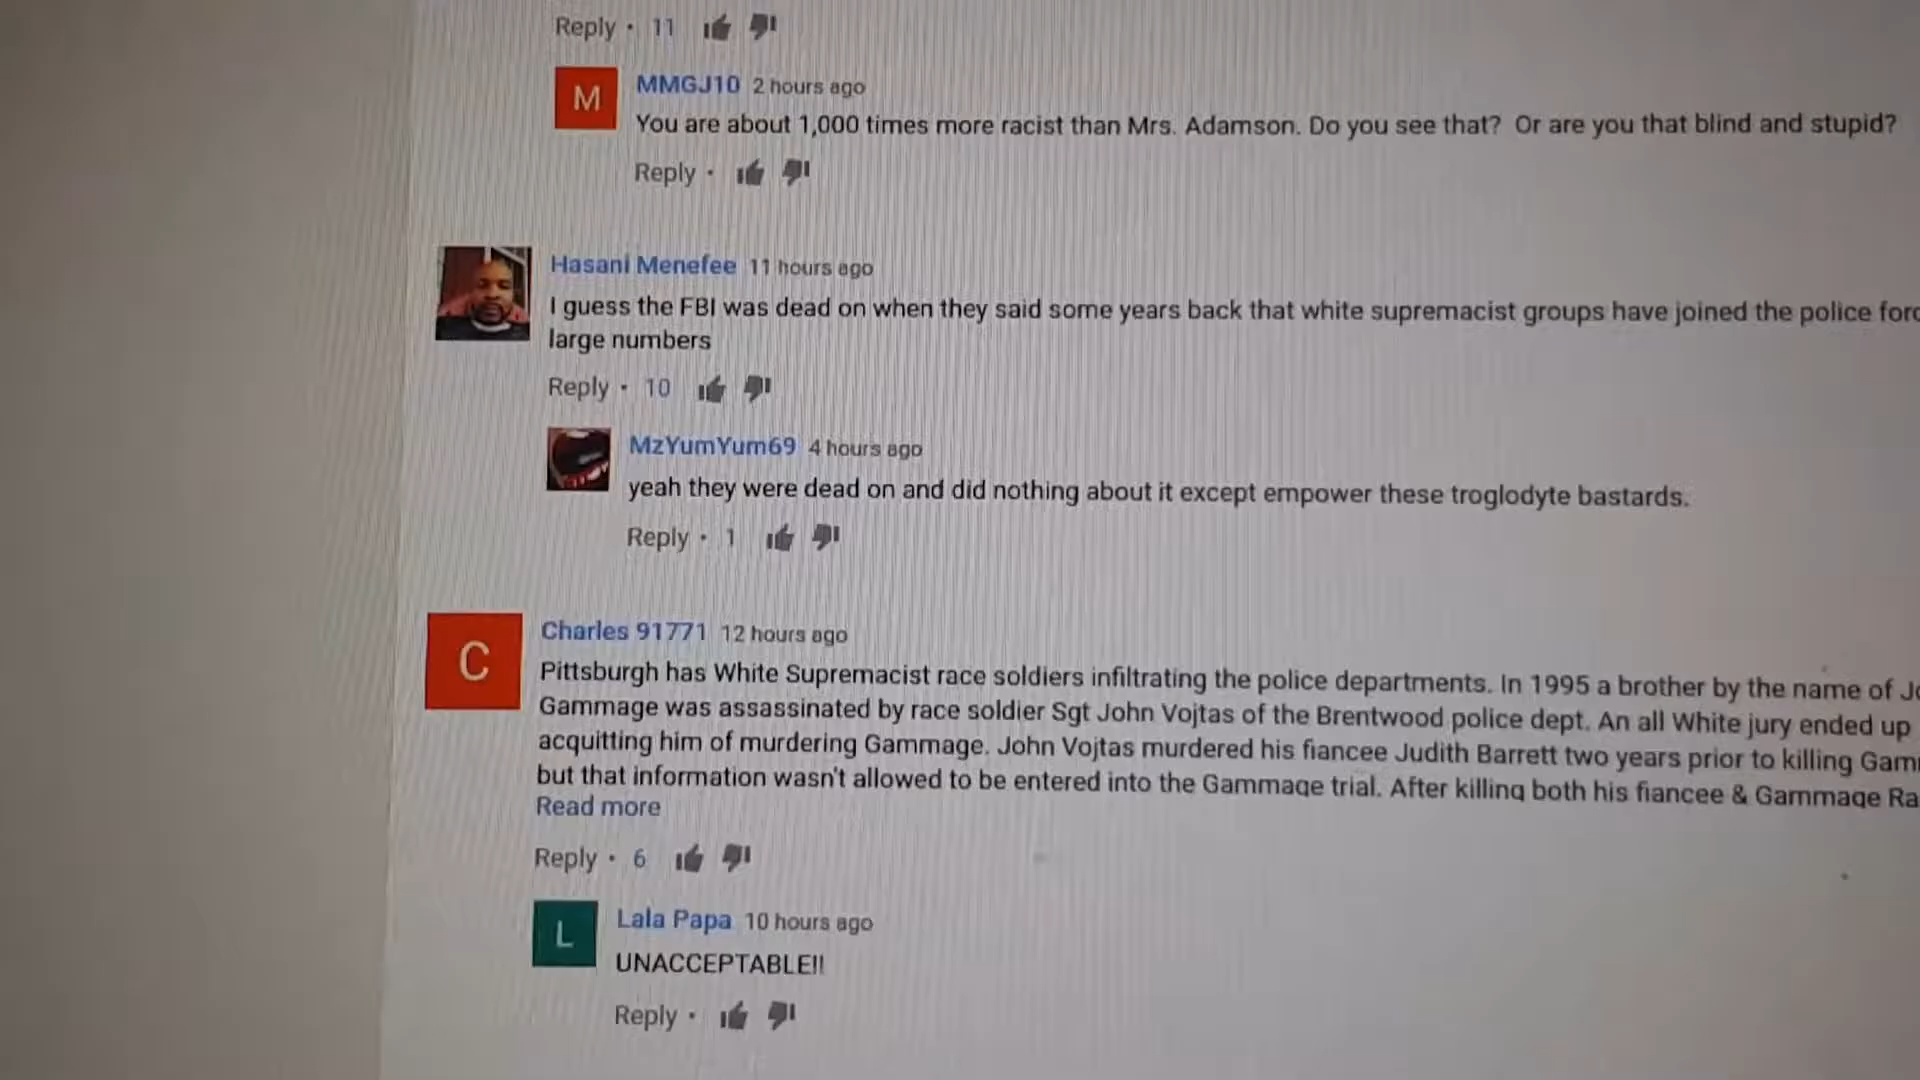 Reply • 11
M
MMGJ10 2 hours ago
You are about 1,000 times more racist than Mrs. Adamson. Do you see that? Or are you that blind and stupid?
Reply •
Hasani Menefee 11 hours ago
I guess the FBI was dead on when they said some years back that white supremacist groups have joined the police forc
large numbers
Reply • 10
MzYumYum69 4 hours ago
yeah they were dead on and did nothing about it except empower these troglodyte bastards.
Reply • 1
C
Charles 91771 12 hours ago
Pittsburgh has White Supremacist race soldiers infiltrating the police departments. In 1995 a brother by the name of Jo
Gammage was assassinated by race soldier Sgt John Vojtas of the Brentwood police dept. An all White jury ended up
acquitting him of murdering Gammage. John Vojtas murdered his fiancee Judith Barrett two years prior to killing Gam
but that information wasn't allowed to be entered into the Gammage trial. After killing both his fiancee & Gammage Ra
Read more
Reply • 6
L
Lala Papa 10 hours ago
UNACCEPTABLE!!
Reply •